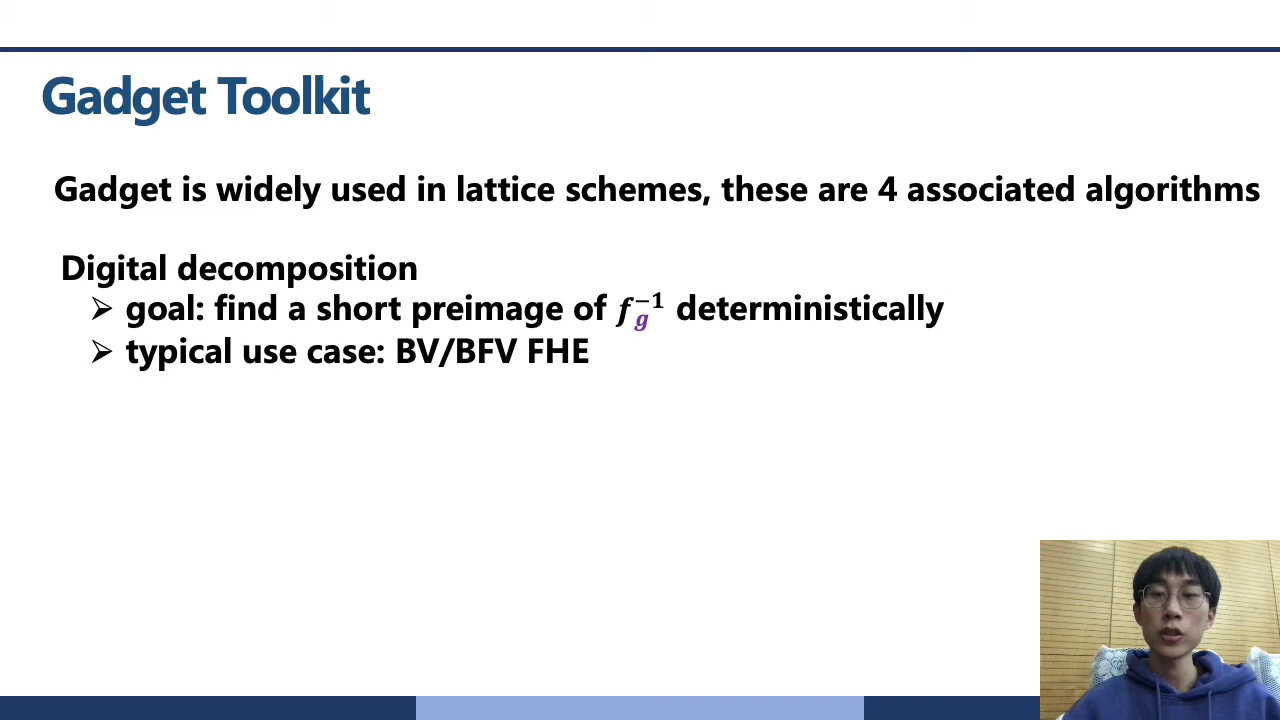 Gadget Toolkit
Gadget is widely used in lattice schemes, these are 4 associated algorithms
Digital decomposition
➢ goal: find a short preimage of $f_g^{-1}$ deterministically
➢ typical use case: BV/BFV FHE